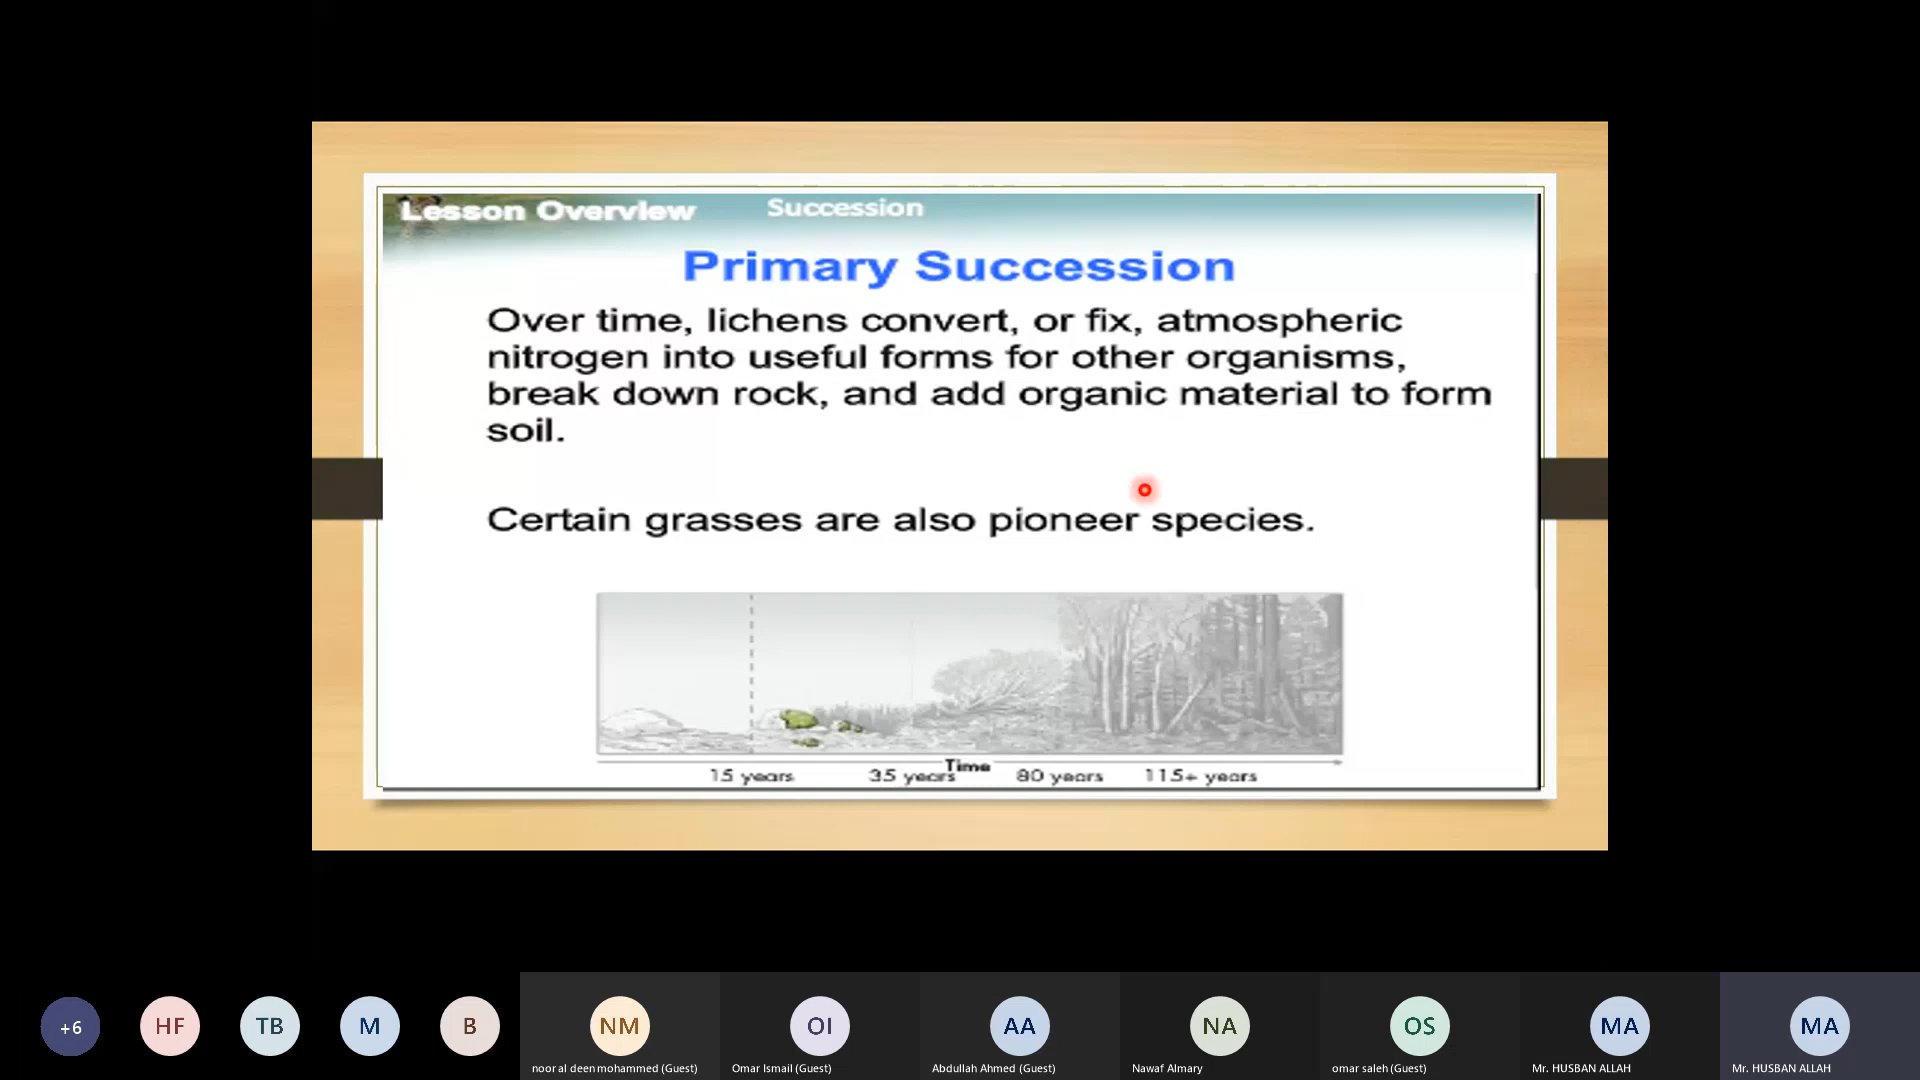 Lesson Overview Succession
Primary Succession
Over time, lichens convert, or fix, atmospheric
nitrogen into useful forms for other organisms,
break down rock, and add organic material to form
soil.
Certain grasses are also pioneer species.
Time
15 years 35 years 80 years 115+ years
+6 HF TB M B NM OI AA NA OS MA MA
noor al deen mohammed (Guest) Omar Ismail (Guest) Abdullah Ahmed (Guest) Nawaf Almary omar saleh (Guest) Mr. HUSBAN ALLAH Mr. HUSBAN ALLAH